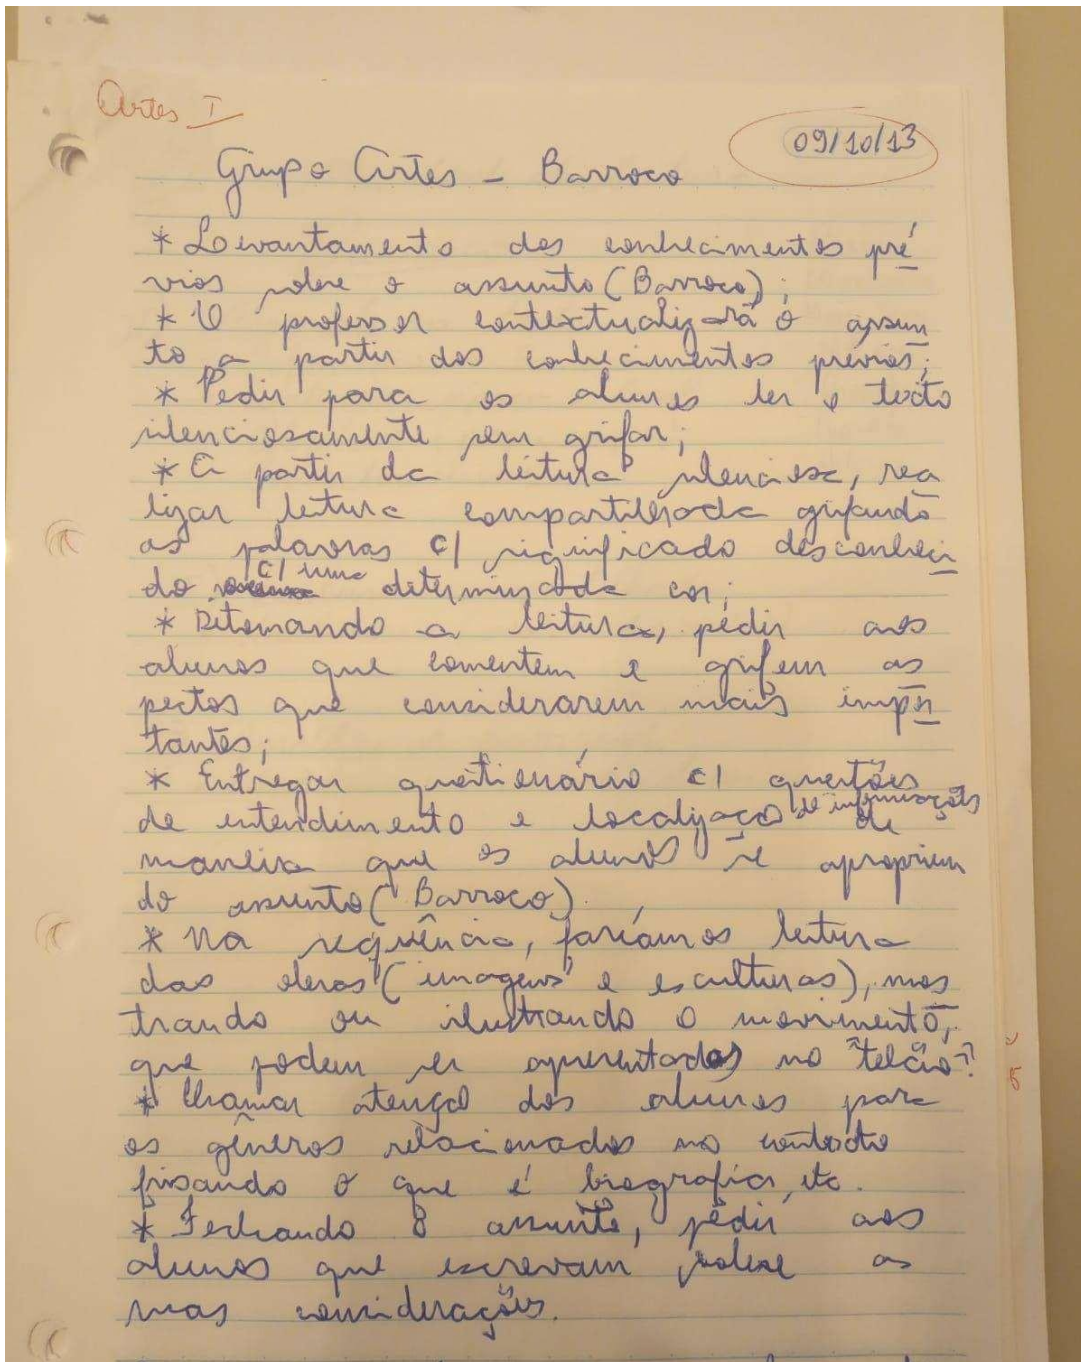 Artes I
09/10/13
Grupo Artes - Barroco
* Levantamento dos conhecimentos pré
vios sobre o assunto (Barroco);
* O professor contextualizará o assun
to a partir dos conhecimentos prévios;
* Pedir para os alunos ler o texto
silenciosamente sem grifar;
* A partir da leitura silenciosa, rea
lizar leitura compartilhada grifando
as palavras c/ significado desconheci
do c/ uma determinada cor;
* Retomando a leitura, pedir aos
alunos que comentem e grifem as
pectos que considerarem mais impor
tantes;
* Entregar questionário c/ questões
de entendimento e localização de informações de
maneira que os alunos se apropriem
do assunto (Barroco).
* Na sequência, faríamos leitura
das obras (imagens e esculturas), mos
trando ou ilustrando o movimento,
que podem ser apresentados no "telão".
* Chamar atenção dos alunos para
os gêneros relacionados no contexto
frisando o que é biografia, etc.
* Fechando o assunto, pedir aos
alunos que escrevam sobre as
suas considerações.